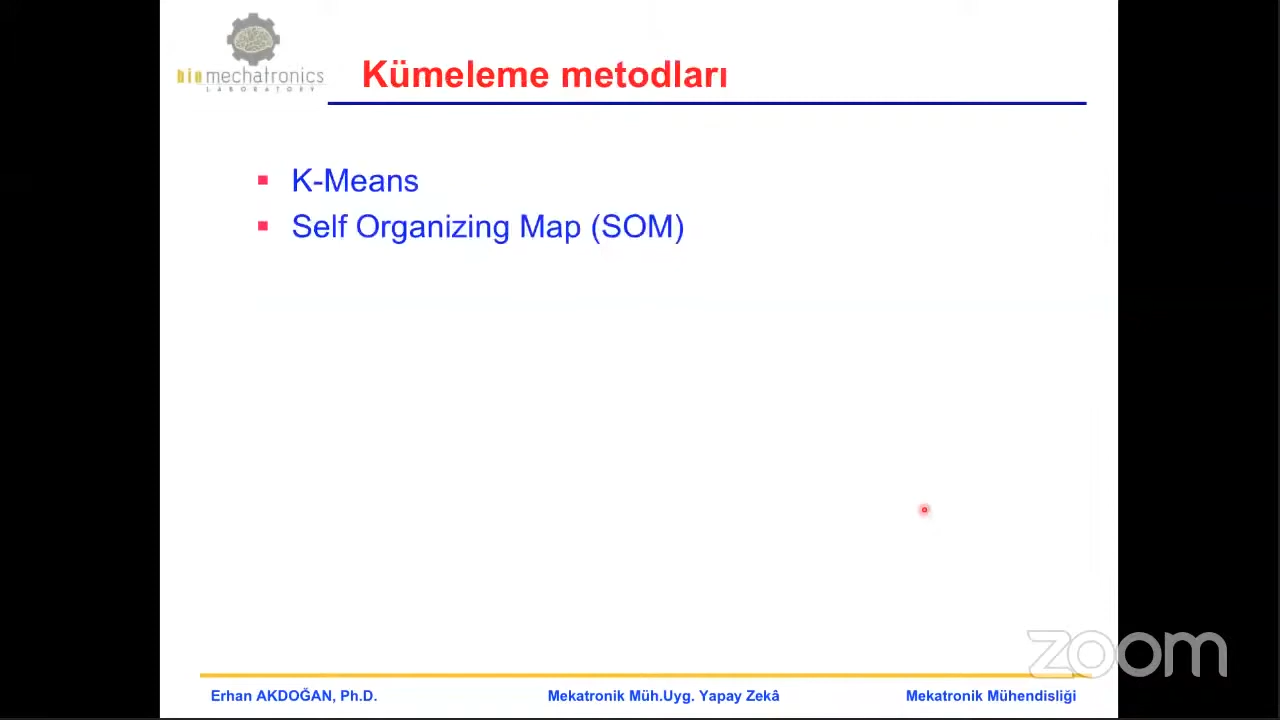 biomechatronics
LABORATORY
Kümeleme metodları
K-Means
Self Organizing Map (SOM)
zoom
Erhan AKDOĞAN, Ph.D.
Mekatronik Müh.Uyg. Yapay Zekâ
Mekatronik Mühendisliği